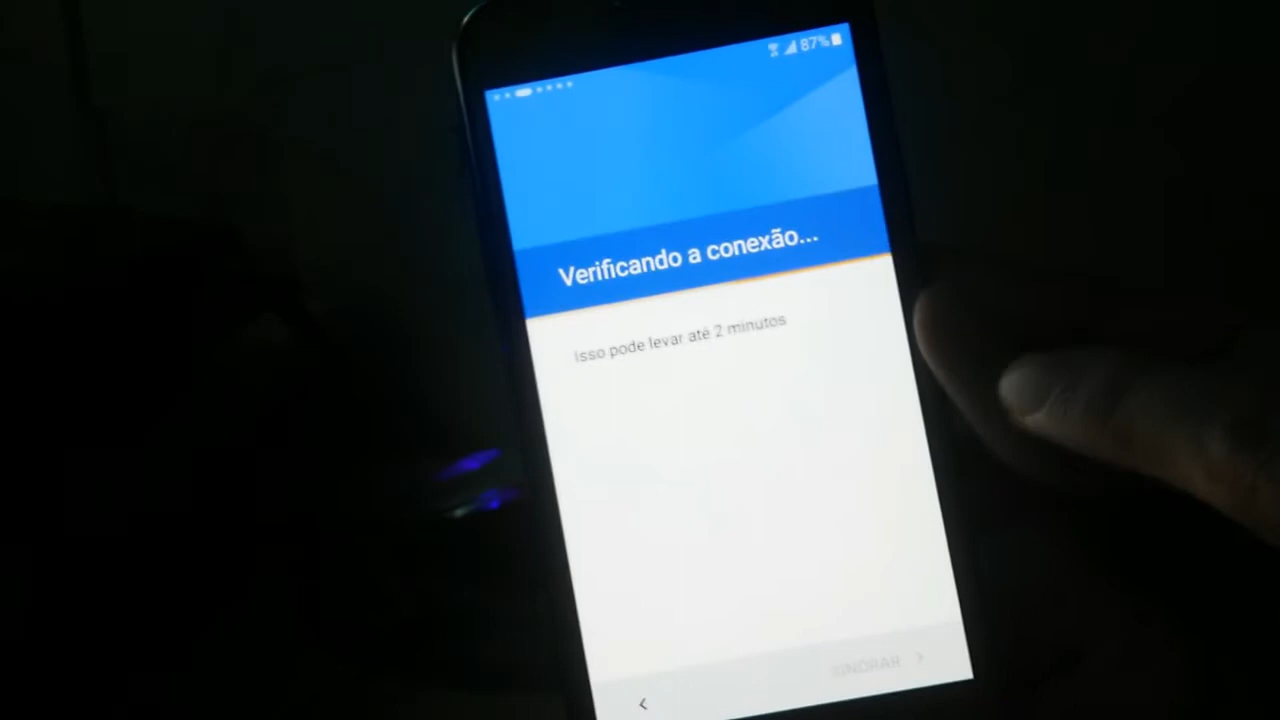 87%
Verificando a conexão...
Isso pode levar até 2 minutos
IGNORAR